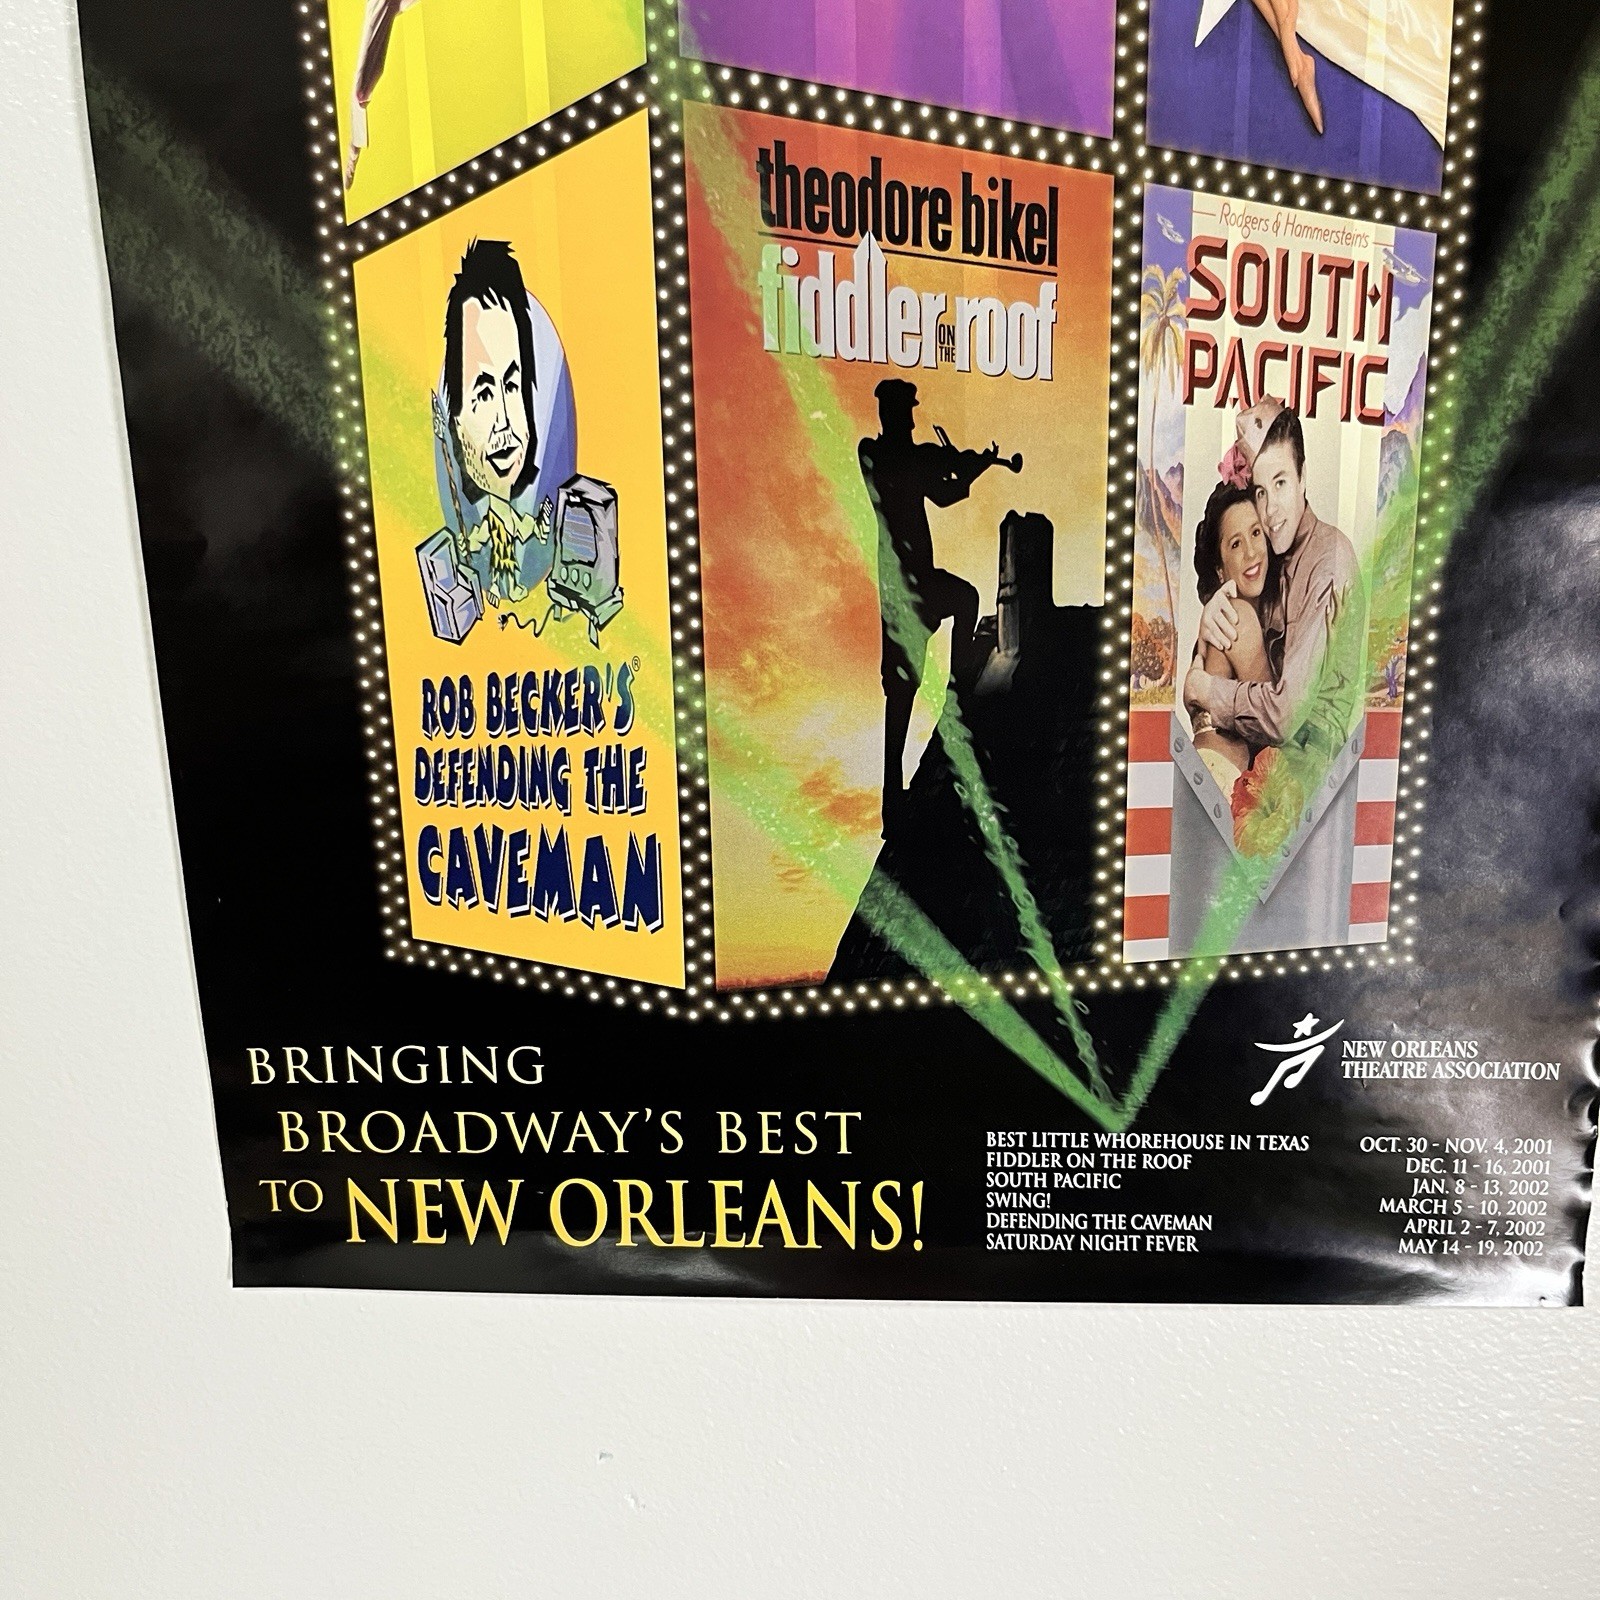 theodore bikel
fiddler ON THE roof
Rodgers & Hammerstein's
SOUTH
PACIFIC
ROB BECKER'S®
DEFENDING THE
CAVEMAN
BRINGING
BROADWAY'S BEST
TO NEW ORLEANS!
NEW ORLEANS
THEATRE ASSOCIATION
BEST LITTLE WHOREHOUSE IN TEXAS OCT. 30 - NOV. 4, 2001
FIDDLER ON THE ROOF DEC. 11 - 16, 2001
SOUTH PACIFIC JAN. 8 - 13, 2002
SWING! MARCH 5 - 10, 2002
DEFENDING THE CAVEMAN APRIL 2 - 7, 2002
SATURDAY NIGHT FEVER MAY 14 - 19, 2002